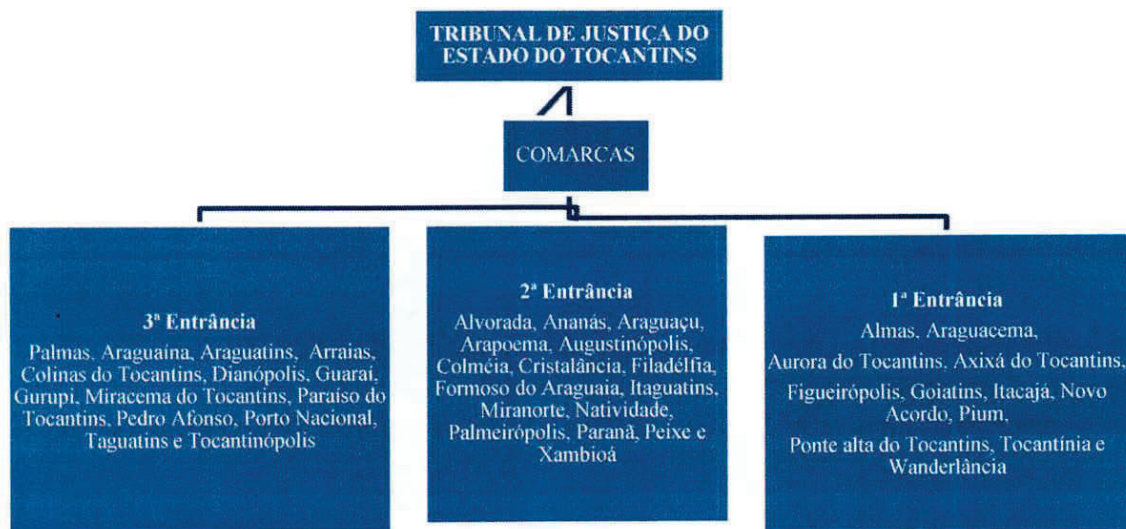 TRIBUNAL DE JUSTIÇA DO
ESTADO DO TOCANTINS
COMARCAS
3ª Entrância
Palmas, Araguaína, Araguatins, Arraias,
Colinas do Tocantins, Dianópolis, Guaraí,
Gurupi, Miracema do Tocantins, Paraíso do
Tocantins, Pedro Afonso, Porto Nacional,
Taguatins e Tocantinópolis
2ª Entrância
Alvorada, Ananás, Araguaçu,
Arapoema, Augustinópolis,
Colméia, Cristalância, Filadélfia,
Formoso do Araguaia, Itaguatins,
Miranorte, Natividade,
Palmeirópolis, Paranã, Peixe e
Xambioá
1ª Entrância
Almas, Araguacema,
Aurora do Tocantins, Axixá do Tocantins,
Figueirópolis, Goiatins, Itacajá, Novo
Acordo, Pium,
Ponte alta do Tocantins, Tocantínia e
Wanderlância